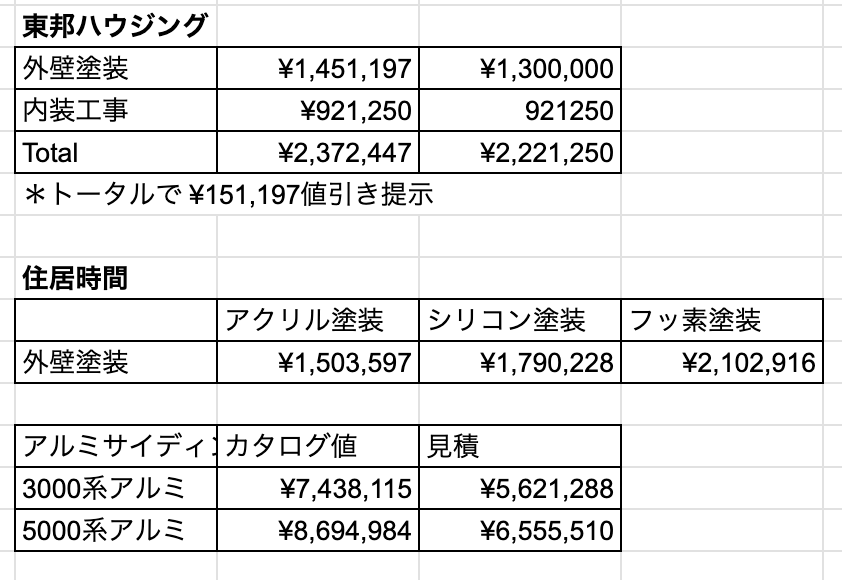 東邦ハウジング
外壁塗装 ¥1,451,197 ¥1,300,000
内装工事 ¥921,250 921250
Total ¥2,372,447 ¥2,221,250
＊トータルで ¥151,197値引き提示
住居時間
アクリル塗装 シリコン塗装 フッ素塗装
外壁塗装 ¥1,503,597 ¥1,790,228 ¥2,102,916
アルミサイディン カタログ値 見積
3000系アルミ ¥7,438,115 ¥5,621,288
5000系アルミ ¥8,694,984 ¥6,555,510